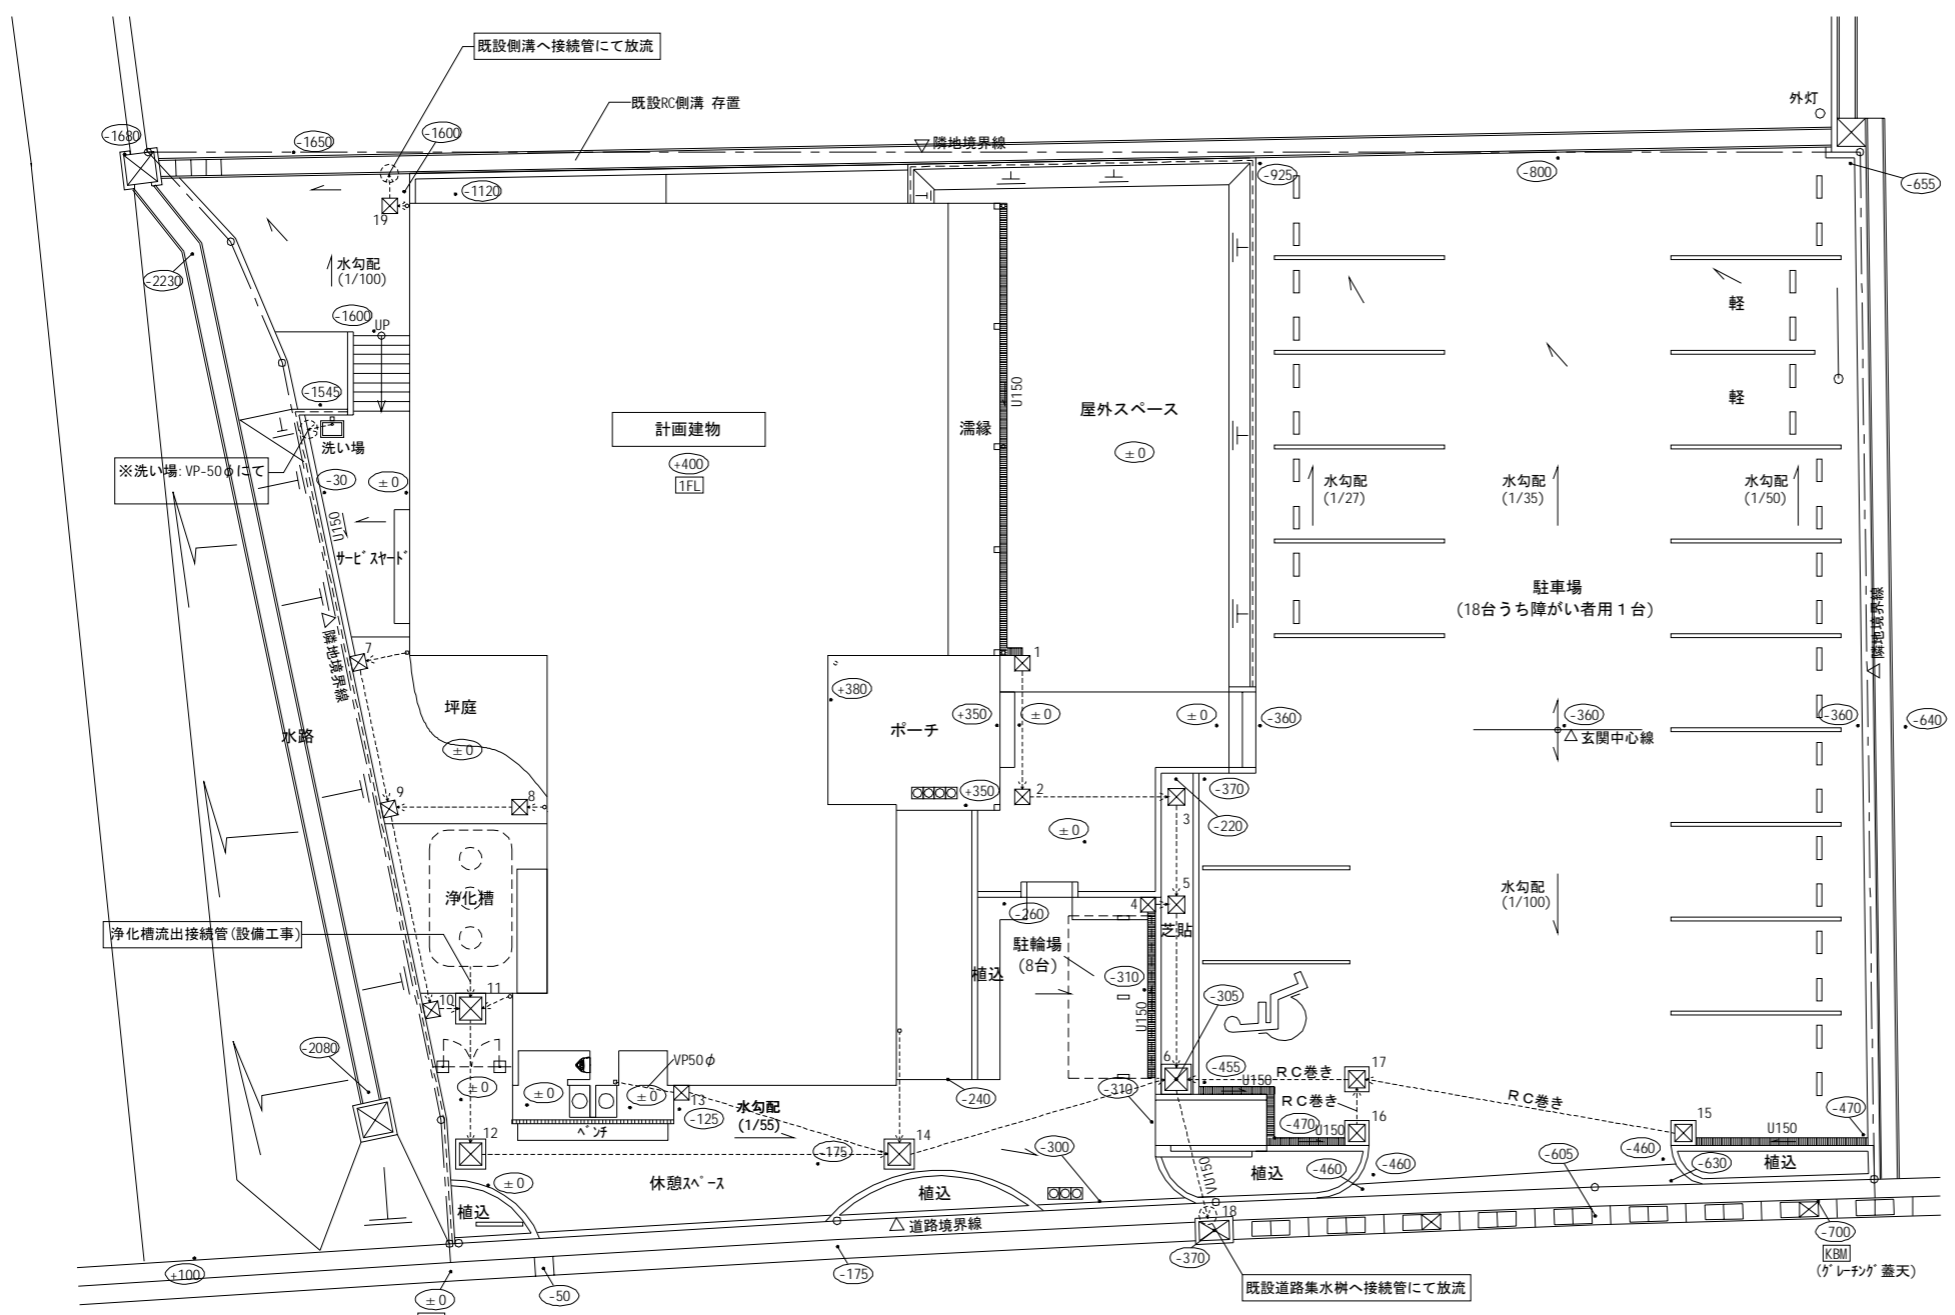 既設側溝へ接続管にて放流
既設RC側溝 存置
外灯
-1680
-1650
-1600
▽隣地境界線
-925
-800
-655
-1120
19
-2230
水勾配
(1/100)
-1600
UP
軽
-1545
U150
屋外スペース
軽
計画建物
濡縁
洗い場
±0
+400
※洗い場:VP-50φにて
-30
±0
1FL
水勾配
(1/27)
水勾配
(1/35)
水勾配
(1/50)
U150
サービスヤード
駐車場
(18台うち障がい者用1台)
△隣地境界線
△隣地境界線
7
1
+380
坪庭
+350
±0
±0
-360
-360
-360
-640
水路
ポーチ
△玄関中心線
±0
9
8
+350
2
-370
3
-220
±0
浄化槽
5
水勾配
(1/100)
4
-260
芝貼
浄化槽流出接続管(設備工事)
駐輪場
(8台)
植込
-310
11
10
-305
U150
-2080
VP50φ
6
-455
17
RC巻き
U150
±0
±0
±0
13
-240
-310
RC巻き
RC巻き
-125
水勾配
(1/55)
ベンチ
-470
16
15
-470
12
14
U150
U150
-175
-300
-460
-605
-460
-460
-630
休憩スペース
VU150
植込
植込
±0
植込
植込
18
△道路境界線
-370
-700
KBM
(グレーチング蓋天)
+100
-50
-175
±0
既設道路集水桝へ接続管にて放流